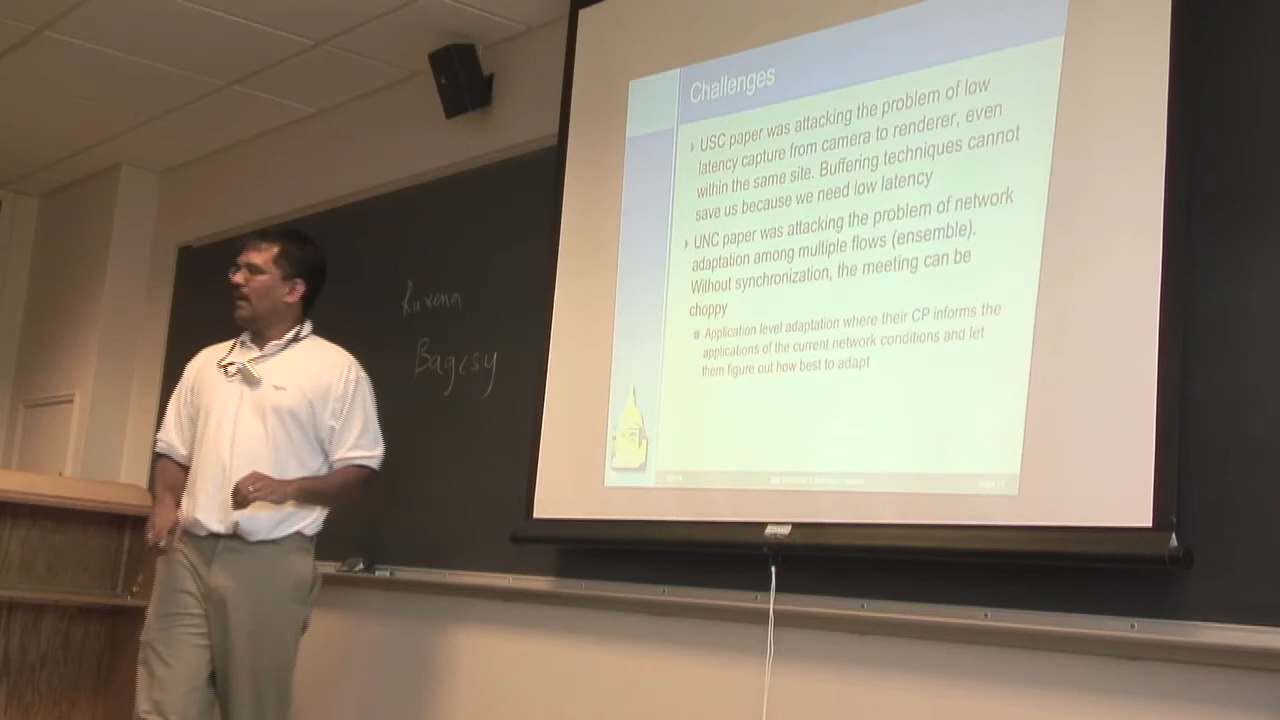 Challenges
USC paper was attacking the problem of low
latency capture from camera to renderer, even
within the same site. Buffering techniques cannot
save us because we need low latency
UNC paper was attacking the problem of network
adaptation among multiple flows (ensemble).
Without synchronization, the meeting can be
choppy
Application level adaptation where their CP informs the
applications of the current network conditions and let
them figure out how best to adapt
Ruxena
Bagcsy